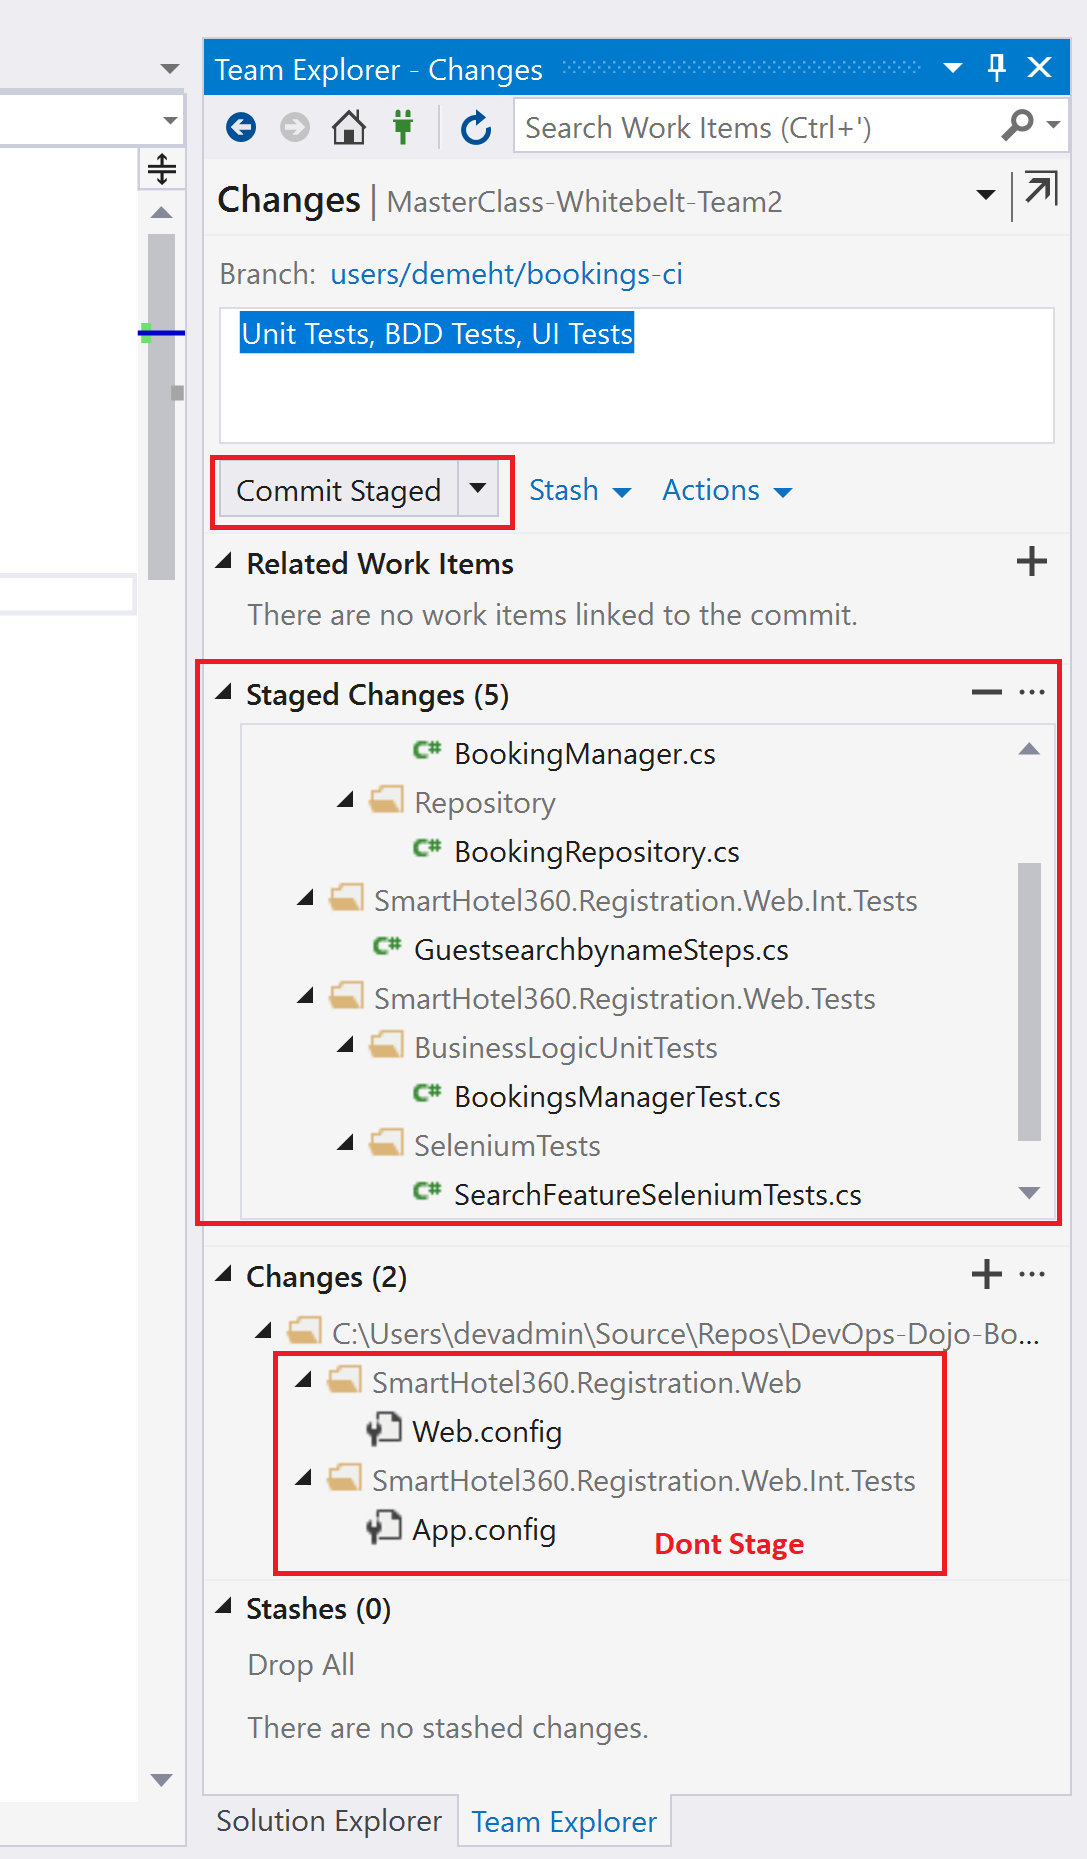 Team Explorer - Changes
Search Work Items (Ctrl+')
Changes | MasterClass-Whitebelt-Team2
Branch: users/demeht/bookings-ci
Unit Tests, BDD Tests, UI Tests
Commit Staged Stash Actions
Related Work Items
There are no work items linked to the commit.
Staged Changes (5)
C# BookingManager.cs
Repository
C# BookingRepository.cs
SmartHotel360.Registration.Web.Int.Tests
C# GuestsearchbynameSteps.cs
SmartHotel360.Registration.Web.Tests
BusinessLogicUnitTests
C# BookingsManagerTest.cs
SeleniumTests
C# SearchFeatureSeleniumTests.cs
Changes (2)
C:\Users\devadmin\Source\Repos\DevOps-Dojo-Bo...
SmartHotel360.Registration.Web
Web.config
SmartHotel360.Registration.Web.Int.Tests
App.config
Dont Stage
Stashes (0)
Drop All
There are no stashed changes.
Solution Explorer Team Explorer